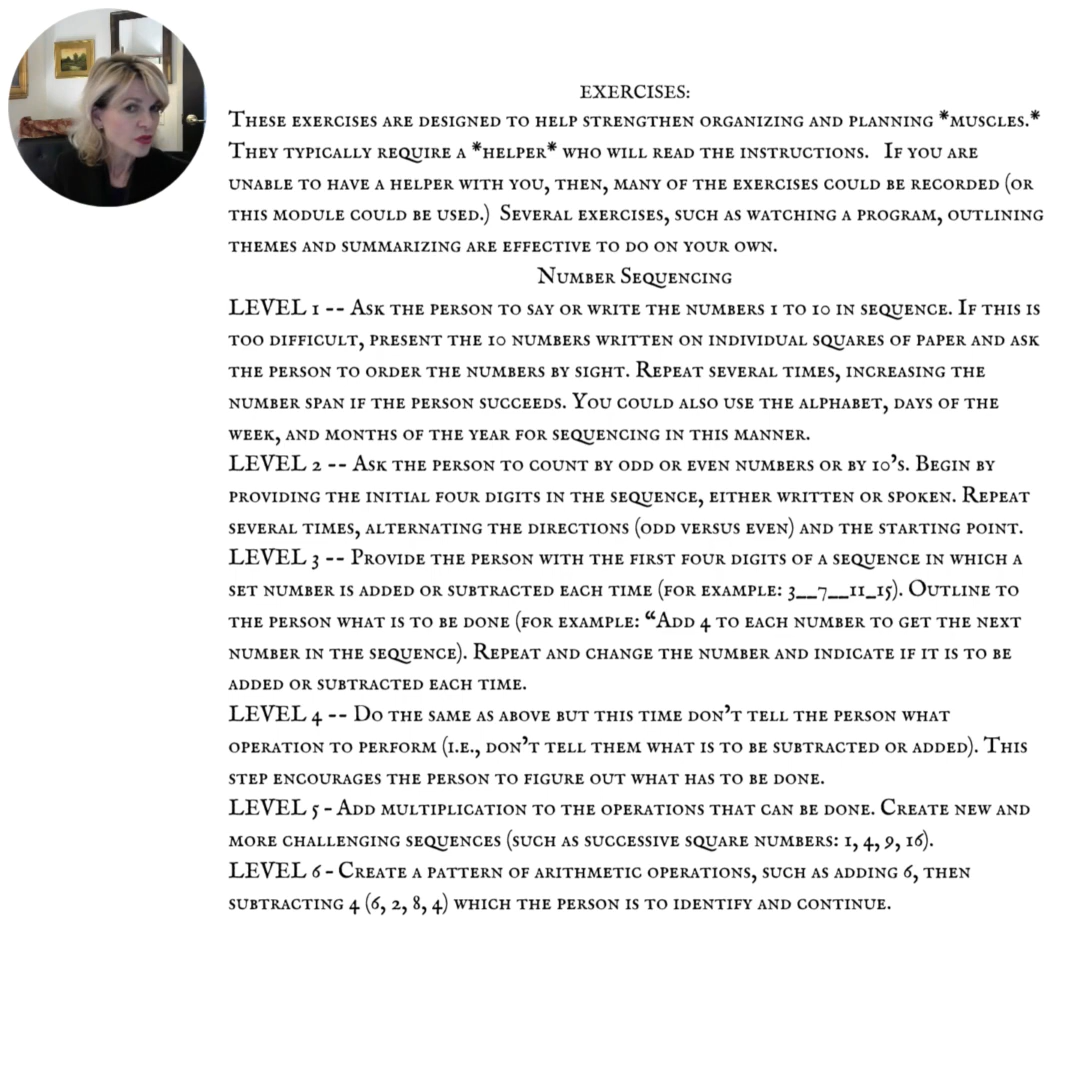 EXERCISES:
These exercises are designed to help strengthen organizing and planning *muscles.*
They typically require a *helper* who will read the instructions.   If you are
unable to have a helper with you, then, many of the exercises could be recorded (or
this module could be used.)  Several exercises, such as watching a program, outlining
themes and summarizing are effective to do on your own.
Number Sequencing
LEVEL 1 -- Ask the person to say or write the numbers 1 to 10 in sequence. If this is
too difficult, present the 10 numbers written on individual squares of paper and ask
the person to order the numbers by sight. Repeat several times, increasing the
number span if the person succeeds. You could also use the alphabet, days of the
week, and months of the year for sequencing in this manner.
LEVEL 2 -- Ask the person to count by odd or even numbers or by 10's. Begin by
providing the initial four digits in the sequence, either written or spoken. Repeat
several times, alternating the directions (odd versus even) and the starting point.
LEVEL 3 -- Provide the person with the first four digits of a sequence in which a
set number is added or subtracted each time (for example: 3__7__11_15). Outline to
the person what is to be done (for example: “Add 4 to each number to get the next
number in the sequence). Repeat and change the number and indicate if it is to be
added or subtracted each time.
LEVEL 4 -- Do the same as above but this time don't tell the person what
operation to perform (i.e., don't tell them what is to be subtracted or added). This
step encourages the person to figure out what has to be done.
LEVEL 5 - Add multiplication to the operations that can be done. Create new and
more challenging sequences (such as successive square numbers: 1, 4, 9, 16).
LEVEL 6 - Create a pattern of arithmetic operations, such as adding 6, then
subtracting 4 (6, 2, 8, 4) which the person is to identify and continue.